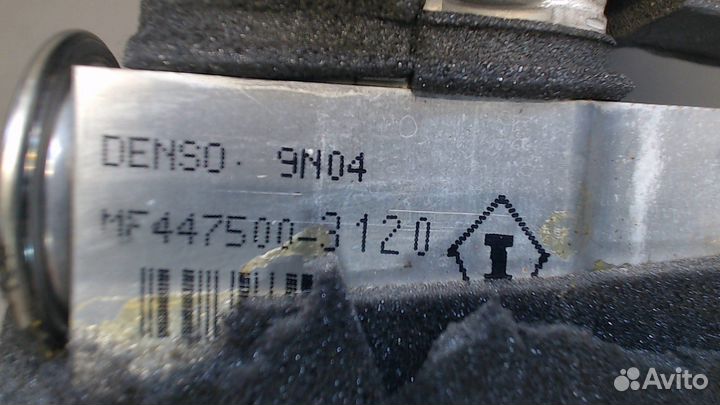 DENSO. 9N04
MF447500-3120
I
Avito